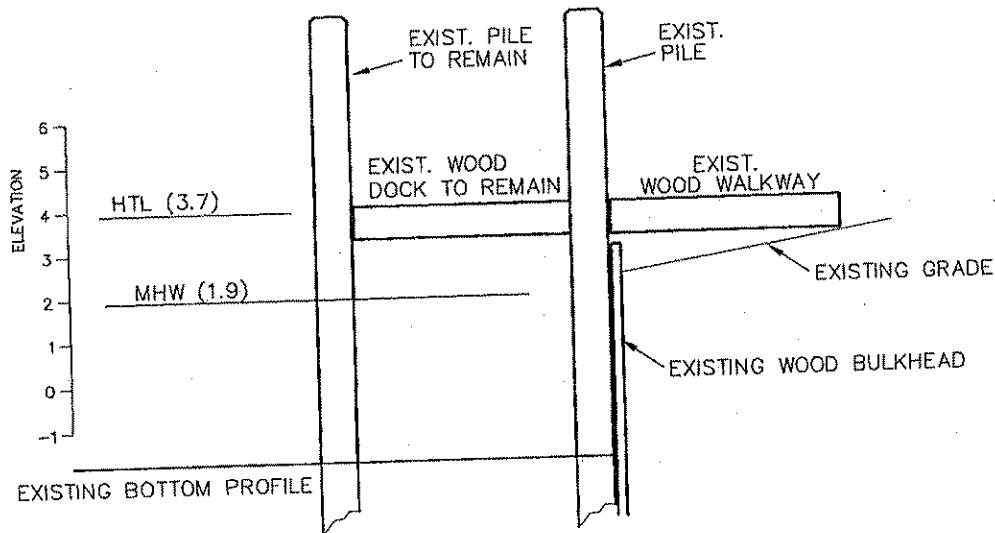 EXIST. PILE
TO REMAIN
EXIST.
PILE
ELEVATION
6
5
4
3
2
1
0
-1
HTL (3.7)
MHW (1.9)
EXIST. WOOD
DOCK TO REMAIN
EXIST.
WOOD WALKWAY
EXISTING GRADE
EXISTING WOOD BULKHEAD
EXISTING BOTTOM PROFILE